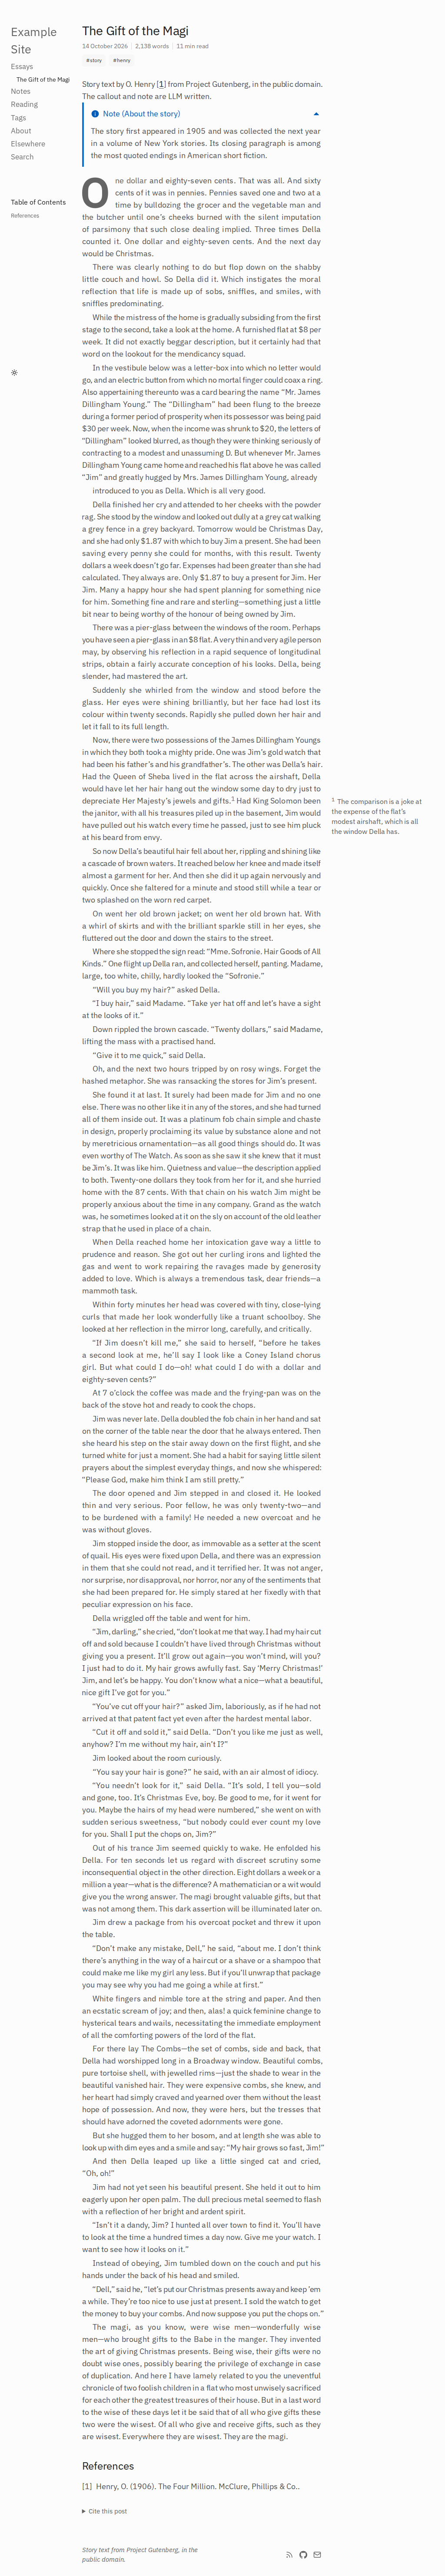 Example
Site
Essays
The Gift of the Magi
Notes
Reading
Tags
About
Elsewhere
Search
Table of Contents
References
The Gift of the Magi
14 October 2026 | 2,138 words | 11 min read
#story #henry
Story text by O. Henry [1] from Project Gutenberg, in the public domain.
The callout and note are LLM written.
Note (About the story)
The story first appeared in 1905 and was collected the next year
in a volume of New York stories. Its closing paragraph is among
the most quoted endings in American short fiction.
One dollar and eighty-seven cents. That was all. And sixty
cents of it was in pennies. Pennies saved one and two at a
time by bulldozing the grocer and the vegetable man and
the butcher until one’s cheeks burned with the silent imputation
of parsimony that such close dealing implied. Three times Della
counted it. One dollar and eighty-seven cents. And the next day
would be Christmas.
There was clearly nothing to do but flop down on the shabby
little couch and howl. So Della did it. Which instigates the moral
reflection that life is made up of sobs, sniffles, and smiles, with
sniffles predominating.
While the mistress of the home is gradually subsiding from the first
stage to the second, take a look at the home. A furnished flat at $8 per
week. It did not exactly beggar description, but it certainly had that
word on the lookout for the mendicancy squad.
In the vestibule below was a letter-box into which no letter would
go, and an electric button from which no mortal finger could coax a ring.
Also appertaining thereunto was a card bearing the name “Mr. James
Dillingham Young.” The “Dillingham” had been flung to the breeze
during a former period of prosperity when its possessor was being paid
$30 per week. Now, when the income was shrunk to $20, the letters of
“Dillingham” looked blurred, as though they were thinking seriously of
contracting to a modest and unassuming D. But whenever Mr. James
Dillingham Young came home and reached his flat above he was called
“Jim” and greatly hugged by Mrs. James Dillingham Young, already
introduced to you as Della. Which is all very good.
Della finished her cry and attended to her cheeks with the powder
rag. She stood by the window and looked out dully at a grey cat walking
a grey fence in a grey backyard. Tomorrow would be Christmas Day,
and she had only $1.87 with which to buy Jim a present. She had been
saving every penny she could for months, with this result. Twenty
dollars a week doesn’t go far. Expenses had been greater than she had
calculated. They always are. Only $1.87 to buy a present for Jim. Her
Jim. Many a happy hour she had spent planning for something nice
for him. Something fine and rare and sterling—something just a little
bit near to being worthy of the honour of being owned by Jim.
There was a pier-glass between the windows of the room. Perhaps
you have seen a pier-glass in an $8 flat. A very thin and very agile person
may, by observing his reflection in a rapid sequence of longitudinal
strips, obtain a fairly accurate conception of his looks. Della, being
slender, had mastered the art.
Suddenly she whirled from the window and stood before the
glass. Her eyes were shining brilliantly, but her face had lost its
colour within twenty seconds. Rapidly she pulled down her hair and
let it fall to its full length.
Now, there were two possessions of the James Dillingham Youngs
in which they both took a mighty pride. One was Jim’s gold watch that
had been his father’s and his grandfather’s. The other was Della’s hair.
Had the Queen of Sheba lived in the flat across the airshaft, Della
would have let her hair hang out the window some day to dry just to
depreciate Her Majesty’s jewels and gifts.1 Had King Solomon been
the janitor, with all his treasures piled up in the basement, Jim would
have pulled out his watch every time he passed, just to see him pluck
at his beard from envy.
1 The comparison is a joke at
the expense of the flat’s
modest airshaft, which is all
the window Della has.
So now Della’s beautiful hair fell about her, rippling and shining like
a cascade of brown waters. It reached below her knee and made itself
almost a garment for her. And then she did it up again nervously and
quickly. Once she faltered for a minute and stood still while a tear or
two splashed on the worn red carpet.
On went her old brown jacket; on went her old brown hat. With
a whirl of skirts and with the brilliant sparkle still in her eyes, she
fluttered out the door and down the stairs to the street.
Where she stopped the sign read: “Mme. Sofronie. Hair Goods of All
Kinds.” One flight up Della ran, and collected herself, panting. Madame,
large, too white, chilly, hardly looked the “Sofronie.”
“Will you buy my hair?” asked Della.
“I buy hair,” said Madame. “Take yer hat off and let’s have a sight
at the looks of it.”
Down rippled the brown cascade. “Twenty dollars,” said Madame,
lifting the mass with a practised hand.
“Give it to me quick,” said Della.
Oh, and the next two hours tripped by on rosy wings. Forget the
hashed metaphor. She was ransacking the stores for Jim’s present.
She found it at last. It surely had been made for Jim and no one
else. There was no other like it in any of the stores, and she had turned
all of them inside out. It was a platinum fob chain simple and chaste
in design, properly proclaiming its value by substance alone and not
by meretricious ornamentation—as all good things should do. It was
even worthy of The Watch. As soon as she saw it she knew that it must
be Jim’s. It was like him. Quietness and value—the description applied
to both. Twenty-one dollars they took from her for it, and she hurried
home with the 87 cents. With that chain on his watch Jim might be
properly anxious about the time in any company. Grand as the watch
was, he sometimes looked at it on the sly on account of the old leather
strap that he used in place of a chain.
When Della reached home her intoxication gave way a little to
prudence and reason. She got out her curling irons and lighted the
gas and went to work repairing the ravages made by generosity
added to love. Which is always a tremendous task, dear friends—a
mammoth task.
Within forty minutes her head was covered with tiny, close-lying
curls that made her look wonderfully like a truant schoolboy. She
looked at her reflection in the mirror long, carefully, and critically.
“If Jim doesn’t kill me,” she said to herself, “before he takes
a second look at me, he’ll say I look like a Coney Island chorus
girl. But what could I do—oh! what could I do with a dollar and
eighty-seven cents?”
At 7 o’clock the coffee was made and the frying-pan was on the
back of the stove hot and ready to cook the chops.
Jim was never late. Della doubled the fob chain in her hand and sat
on the corner of the table near the door that he always entered. Then
she heard his step on the stair away down on the first flight, and she
turned white for just a moment. She had a habit for saying little silent
prayers about the simplest everyday things, and now she whispered:
“Please God, make him think I am still pretty.”
The door opened and Jim stepped in and closed it. He looked
thin and very serious. Poor fellow, he was only twenty-two—and
to be burdened with a family! He needed a new overcoat and he
was without gloves.
Jim stopped inside the door, as immovable as a setter at the scent
of quail. His eyes were fixed upon Della, and there was an expression
in them that she could not read, and it terrified her. It was not anger,
nor surprise, nor disapproval, nor horror, nor any of the sentiments that
she had been prepared for. He simply stared at her fixedly with that
peculiar expression on his face.
Della wriggled off the table and went for him.
“Jim, darling,” she cried, “don’t look at me that way. I had my hair cut
off and sold because I couldn’t have lived through Christmas without
giving you a present. It’ll grow out again—you won’t mind, will you?
I just had to do it. My hair grows awfully fast. Say ‘Merry Christmas!’
Jim, and let’s be happy. You don’t know what a nice—what a beautiful,
nice gift I’ve got for you.”
“You’ve cut off your hair?” asked Jim, laboriously, as if he had not
arrived at that patent fact yet even after the hardest mental labor.
“Cut it off and sold it,” said Della. “Don’t you like me just as well,
anyhow? I’m me without my hair, ain’t I?”
Jim looked about the room curiously.
“You say your hair is gone?” he said, with an air almost of idiocy.
“You needn’t look for it,” said Della. “It’s sold, I tell you—sold
and gone, too. It’s Christmas Eve, boy. Be good to me, for it went for
you. Maybe the hairs of my head were numbered,” she went on with
sudden serious sweetness, “but nobody could ever count my love
for you. Shall I put the chops on, Jim?”
Out of his trance Jim seemed quickly to wake. He enfolded his
Della. For ten seconds let us regard with discreet scrutiny some
inconsequential object in the other direction. Eight dollars a week or a
million a year—what is the difference? A mathematician or a wit would
give you the wrong answer. The magi brought valuable gifts, but that
was not among them. This dark assertion will be illuminated later on.
Jim drew a package from his overcoat pocket and threw it upon
the table.
“Don’t make any mistake, Dell,” he said, “about me. I don’t think
there’s anything in the way of a haircut or a shave or a shampoo that
could make me like my girl any less. But if you’ll unwrap that package
you may see why you had me going a while at first.”
White fingers and nimble tore at the string and paper. And then
an ecstatic scream of joy; and then, alas! a quick feminine change to
hysterical tears and wails, necessitating the immediate employment
of all the comforting powers of the lord of the flat.
For there lay The Combs—the set of combs, side and back, that
Della had worshipped long in a Broadway window. Beautiful combs,
pure tortoise shell, with jewelled rims—just the shade to wear in the
beautiful vanished hair. They were expensive combs, she knew, and
her heart had simply craved and yearned over them without the least
hope of possession. And now, they were hers, but the tresses that
should have adorned the coveted adornments were gone.
But she hugged them to her bosom, and at length she was able to
look up with dim eyes and a smile and say: “My hair grows so fast, Jim!”
And then Della leaped up like a little singed cat and cried,
“Oh, oh!”
Jim had not yet seen his beautiful present. She held it out to him
eagerly upon her open palm. The dull precious metal seemed to flash
with a reflection of her bright and ardent spirit.
“Isn’t it a dandy, Jim? I hunted all over town to find it. You’ll have
to look at the time a hundred times a day now. Give me your watch. I
want to see how it looks on it.”
Instead of obeying, Jim tumbled down on the couch and put his
hands under the back of his head and smiled.
“Dell,” said he, “let’s put our Christmas presents away and keep ’em
a while. They’re too nice to use just at present. I sold the watch to get
the money to buy your combs. And now suppose you put the chops on.”
The magi, as you know, were wise men—wonderfully wise
men—who brought gifts to the Babe in the manger. They invented
the art of giving Christmas presents. Being wise, their gifts were no
doubt wise ones, possibly bearing the privilege of exchange in case
of duplication. And here I have lamely related to you the uneventful
chronicle of two foolish children in a flat who most unwisely sacrificed
for each other the greatest treasures of their house. But in a last word
to the wise of these days let it be said that of all who give gifts these
two were the wisest. Of all who give and receive gifts, such as they
are wisest. Everywhere they are wisest. They are the magi.
References
[1] Henry, O. (1906). The Four Million. McClure, Phillips & Co..
Cite this post
Story text from Project Gutenberg, in the
public domain.